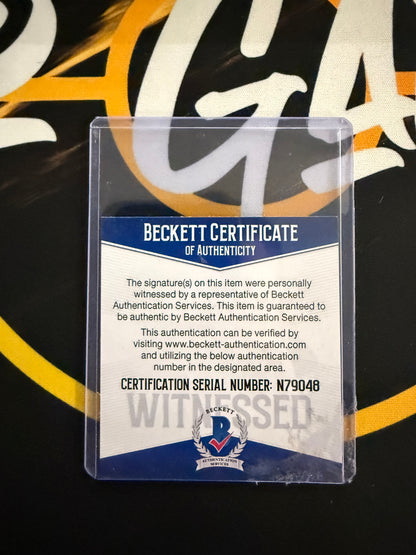 GA
BECKETT CERTIFICATE
OF AUTHENTICITY
The signature(s) on this item were personally
witnessed by a representative of Beckett
Authentication Services. This item is guaranteed to
be authentic by Beckett Authentication Services.
This authentication can be verified by
visiting www.beckett-authentication.com
and utilizing the below authentication
number in the designated area.
CERTIFICATION SERIAL NUMBER: N79048
WITNESSED
BECKETT
B
AUTHENTICATION
SERVICES